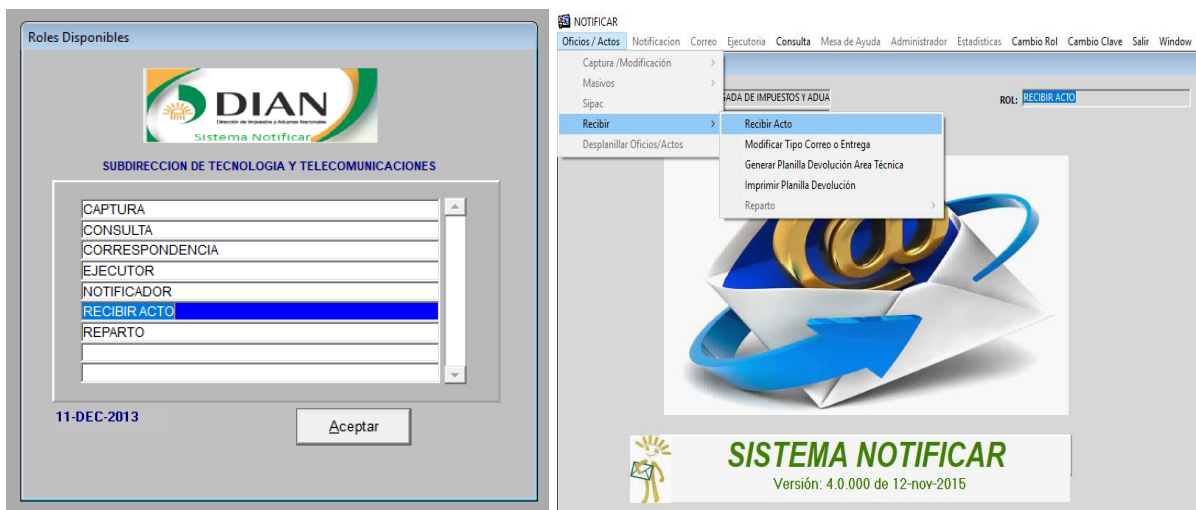 Roles Disponibles
DIAN
Dirección de Impuestos y Aduanas Nacionales
Sistema Notificar
SUBDIRECCION DE TECNOLOGIA Y TELECOMUNICACIONES
CAPTURA
CONSULTA
CORRESPONDENCIA
EJECUTOR
NOTIFICADOR
RECIBIR ACTO
REPARTO
11-DEC-2013
Aceptar
NOTIFICAR
Oficios / Actos Notificacion Correo Ejecutoria Consulta Mesa de Ayuda Administrador Estadisticas Cambio Rol Cambio Clave Salir Window
Captura /Modificación >
Masivos >
Sipac
Recibir >
Desplanillar Oficios/Actos
GADA DE IMPUESTOS Y ADUA
ROL: RECIBIR ACTO
Recibir Acto
Modificar Tipo Correo o Entrega
Generar Planilla Devolución Area Técnica
Imprimir Planilla Devolución
Reparto >
@
SISTEMA NOTIFICAR
Versión: 4.0.000 de 12-nov-2015